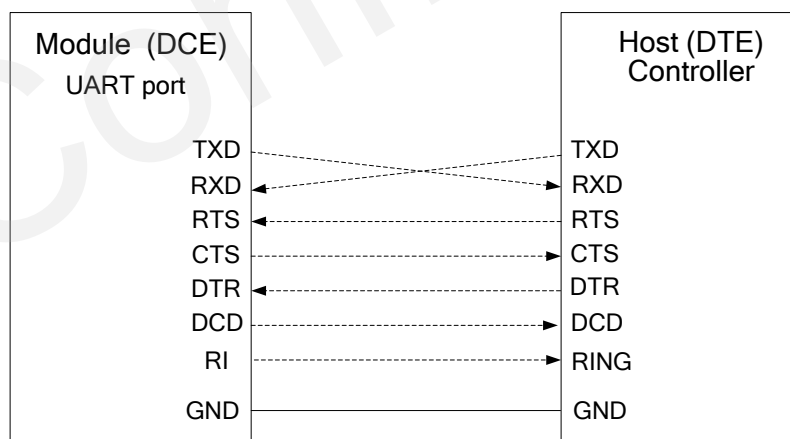 Module (DCE)
UART port
TXD
RXD
RTS
CTS
DTR
DCD
RI
GND
Host (DTE)
Controller
TXD
RXD
RTS
CTS
DTR
DCD
RING
GND